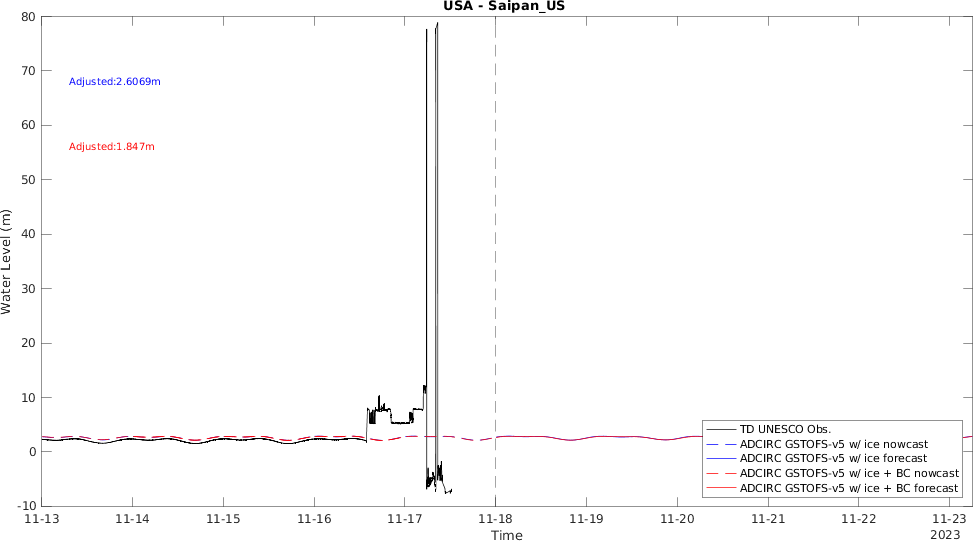 USA - Saipan_US
80
70
60
50
40
30
20
10
0
-10
Water Level (m)
Adjusted:2.6069m
Adjusted:1.847m
TD UNESCO Obs.
ADCIRC GSTOFS-v5 w/ ice nowcast
ADCIRC GSTOFS-v5 w/ ice forecast
ADCIRC GSTOFS-v5 w/ ice + BC nowcast
ADCIRC GSTOFS-v5 w/ ice + BC forecast
11-13 11-14 11-15 11-16 11-17 11-18 11-19 11-20 11-21 11-22 11-23
Time
2023